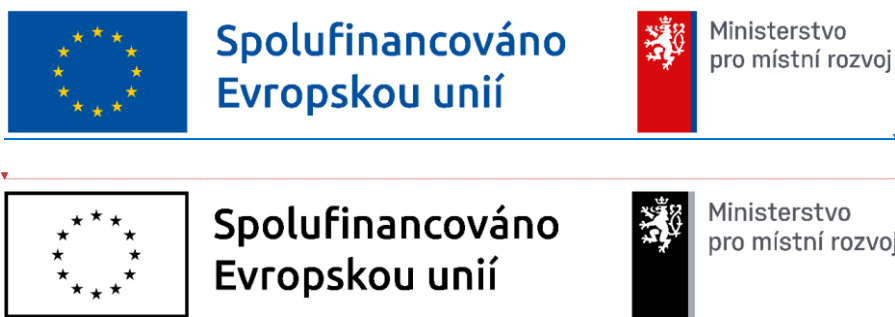 Spolufinancováno
Evropskou unií
Ministerstvo
pro místní rozvoj
Spolufinancováno
Evropskou unií
Ministerstvo
pro místní rozvoj